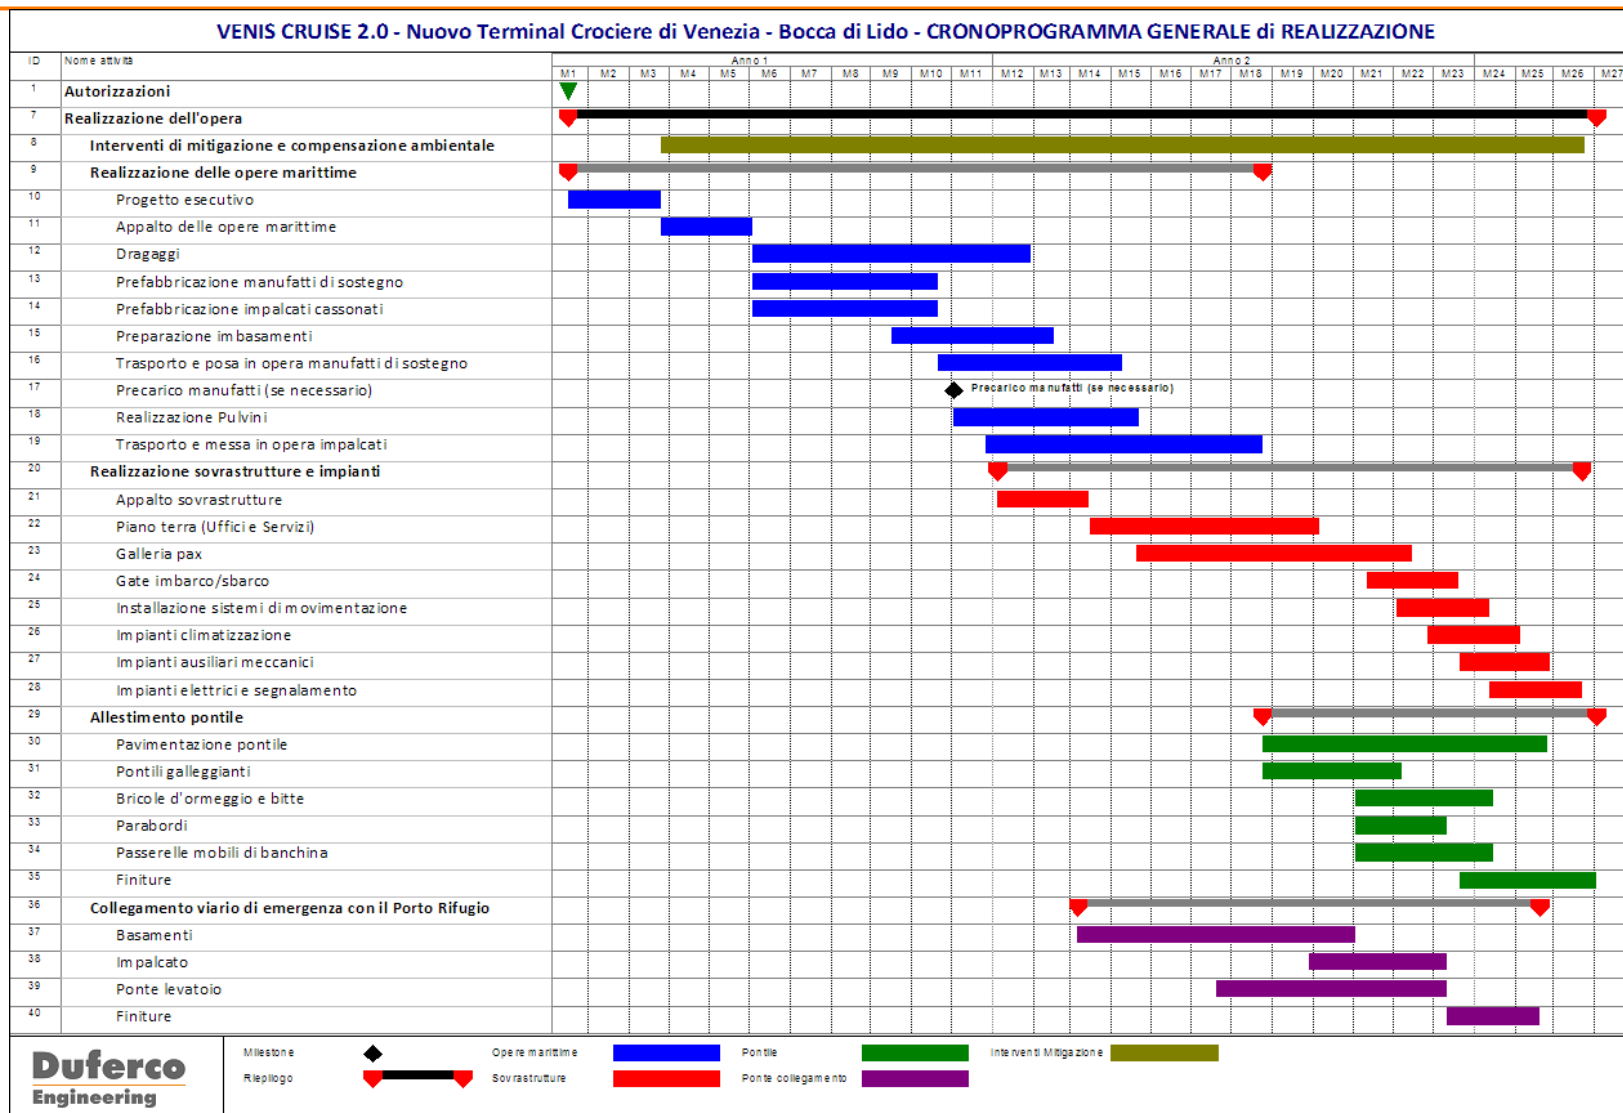 VENIS CRUISE 2.0 - Nuovo Terminal Crociere di Venezia - Bocca di Lido - CRONOPROGRAMMA GENERALE di REALIZZAZIONE
ID Nome attività Anno 1 Anno 2
M1 M2 M3 M4 M5 M6 M7 M8 M9 M10 M11 M12 M13 M14 M15 M16 M17 M18 M19 M20 M21 M22 M23 M24 M25 M26 M27
1 Autorizzazioni
7 Realizzazione dell'opera
8 Interventi di mitigazione e compensazione ambientale
9 Realizzazione delle opere marittime
10 Progetto esecutivo
11 Appalto delle opere marittime
12 Dragaggi
13 Prefabbricazione manufatti di sostegno
14 Prefabbricazione impalcati cassonati
15 Preparazione imbasamenti
16 Trasporto e posa in opera manufatti di sostegno
17 Precarico manufatti (se necessario) Precarico manufatti (se necessario)
18 Realizzazione Pulvini
19 Trasporto e messa in opera impalcati
20 Realizzazione sovrastrutture e impianti
21 Appalto sovrastrutture
22 Piano terra (Uffici e Servizi)
23 Galleria pax
24 Gate imbarco/sbarco
25 Installazione sistemi di movimentazione
26 Impianti climatizzazione
27 Impianti ausiliari meccanici
28 Impianti elettrici e segnalamento
29 Allestimento pontile
30 Pavimentazione pontile
31 Pontili galleggianti
32 Bricole d'ormeggio e bitte
33 Parabordi
34 Passerelle mobili di banchina
35 Finiture
36 Collegamento viario di emergenza con il Porto Rifugio
37 Basamenti
38 Impalcato
39 Ponte levatoio
40 Finiture
Duferco
Engineering
Milestone Opere marittime Pontile Interventi Mitigazione
Riepilogo Sovrastrutture Ponte collegamento